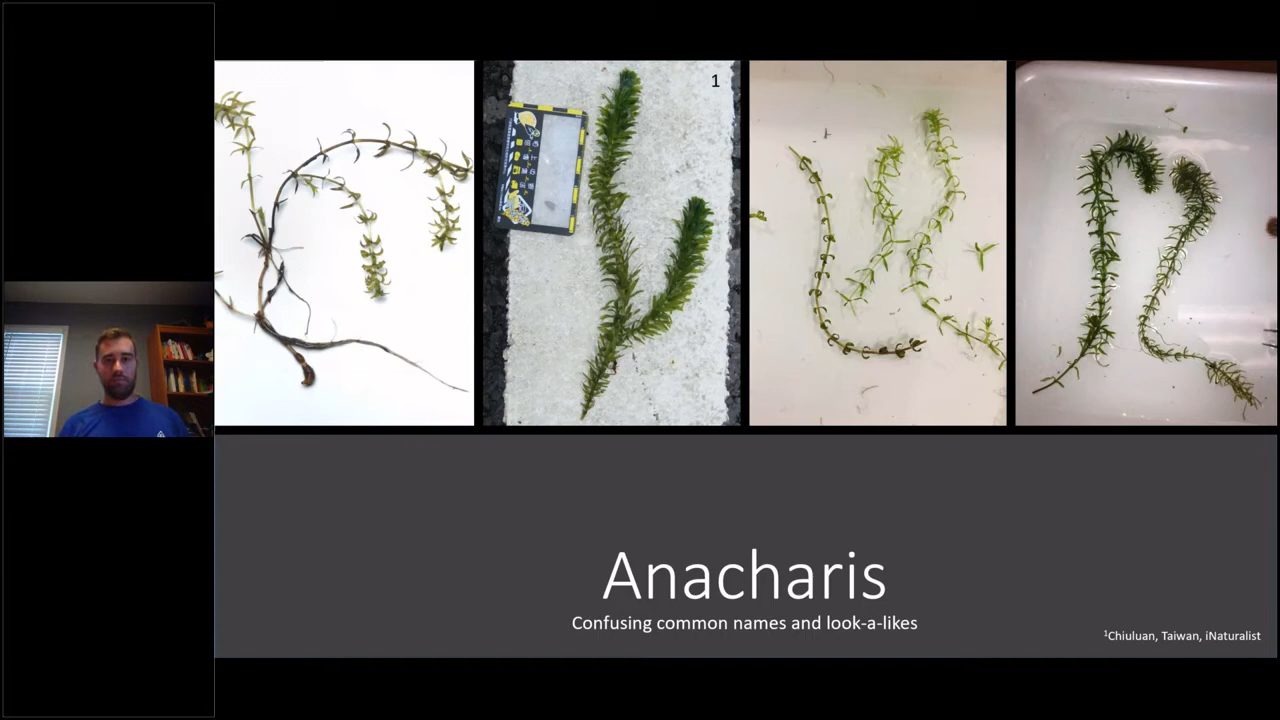 1
Anacharis
Confusing common names and look-a-likes
¹Chiuluan, Taiwan, iNaturalist